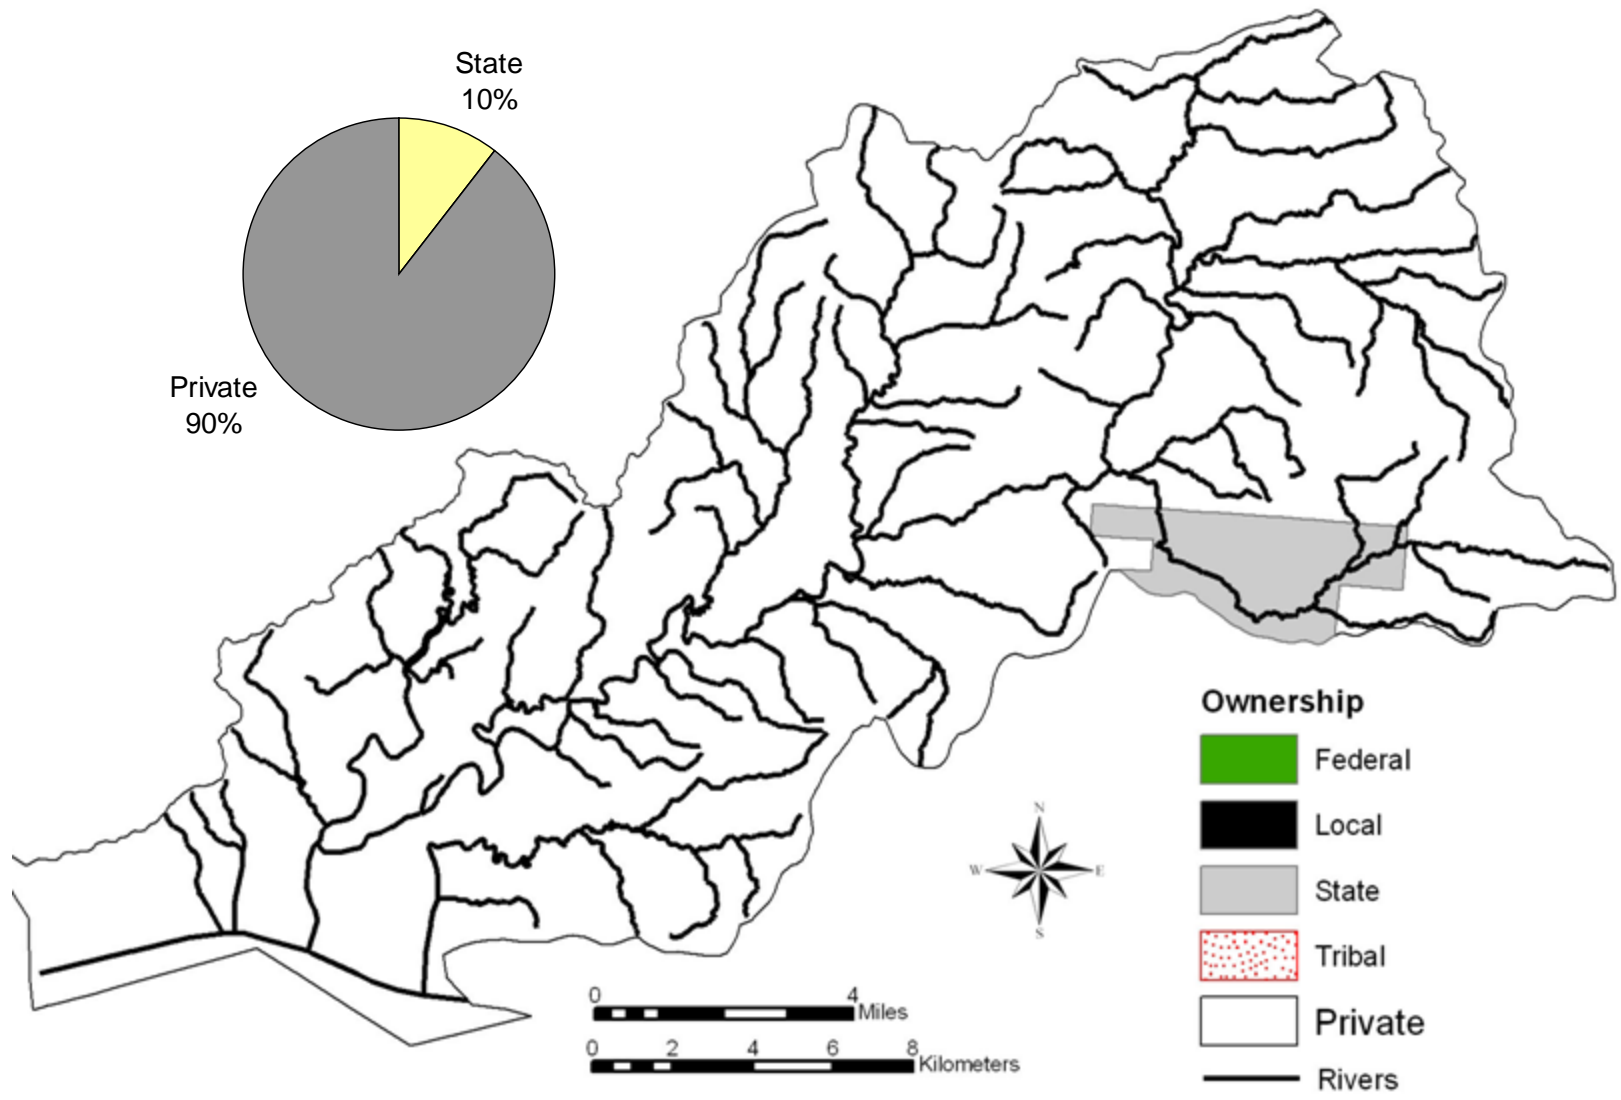 State
10%
Private
90%
Ownership
Federal
Local
State
Tribal
Private
Rivers
N
W
E
S
0
4
Miles
0
2
4
6
8
Kilometers